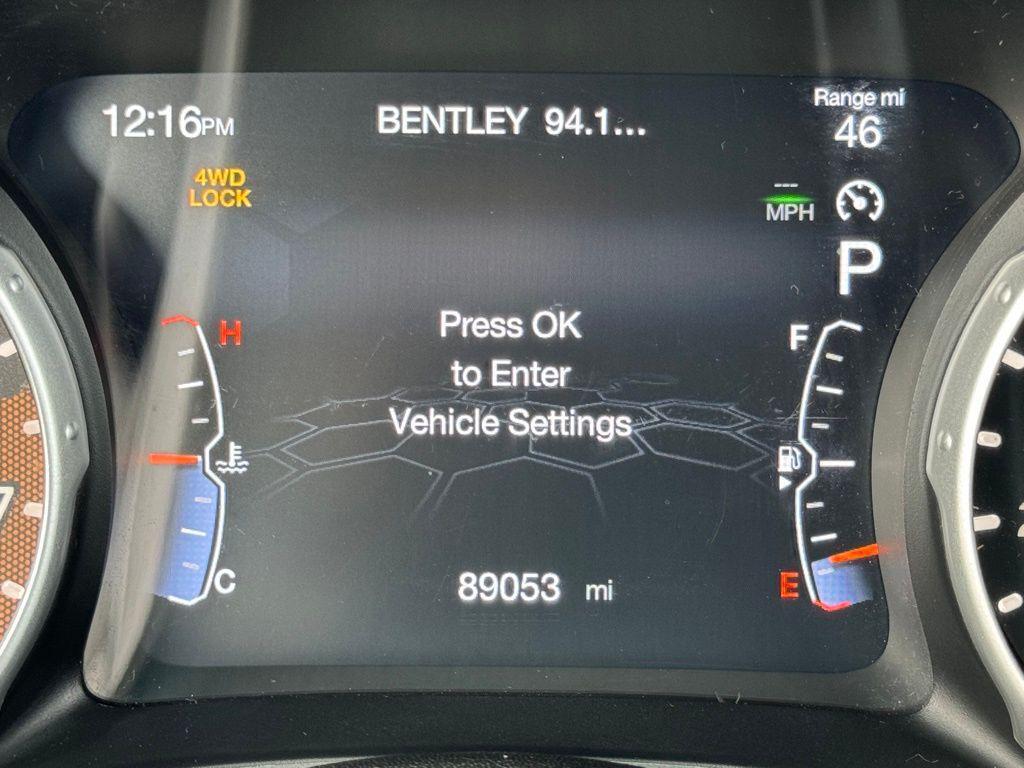 12:16PM
BENTLEY 94.1...
Range mi
46
4WD
LOCK
---
MPH
P
H
F
Press OK
to Enter
Vehicle Settings
7
C
E
89053 mi